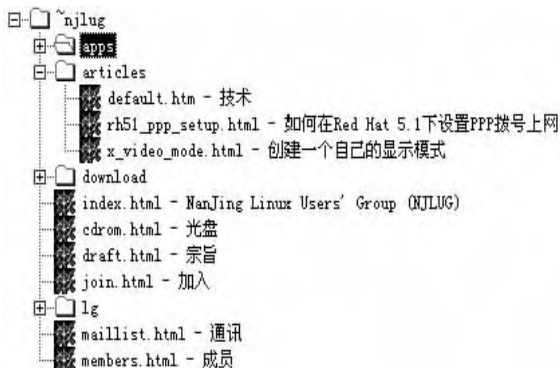 ~njlug
apps
articles
default.htm - 技术
rh51_ppp_setup.html - 如何在Red Hat 5.1下设置PPP拨号上网
x_video_mode.html - 创建一个自己的显示模式
download
index.html - NanJing Linux Users' Group (NJLUG)
cdrom.html - 光盘
draft.html - 宗旨
join.html - 加入
lg
maillist.html - 通讯
members.html - 成员